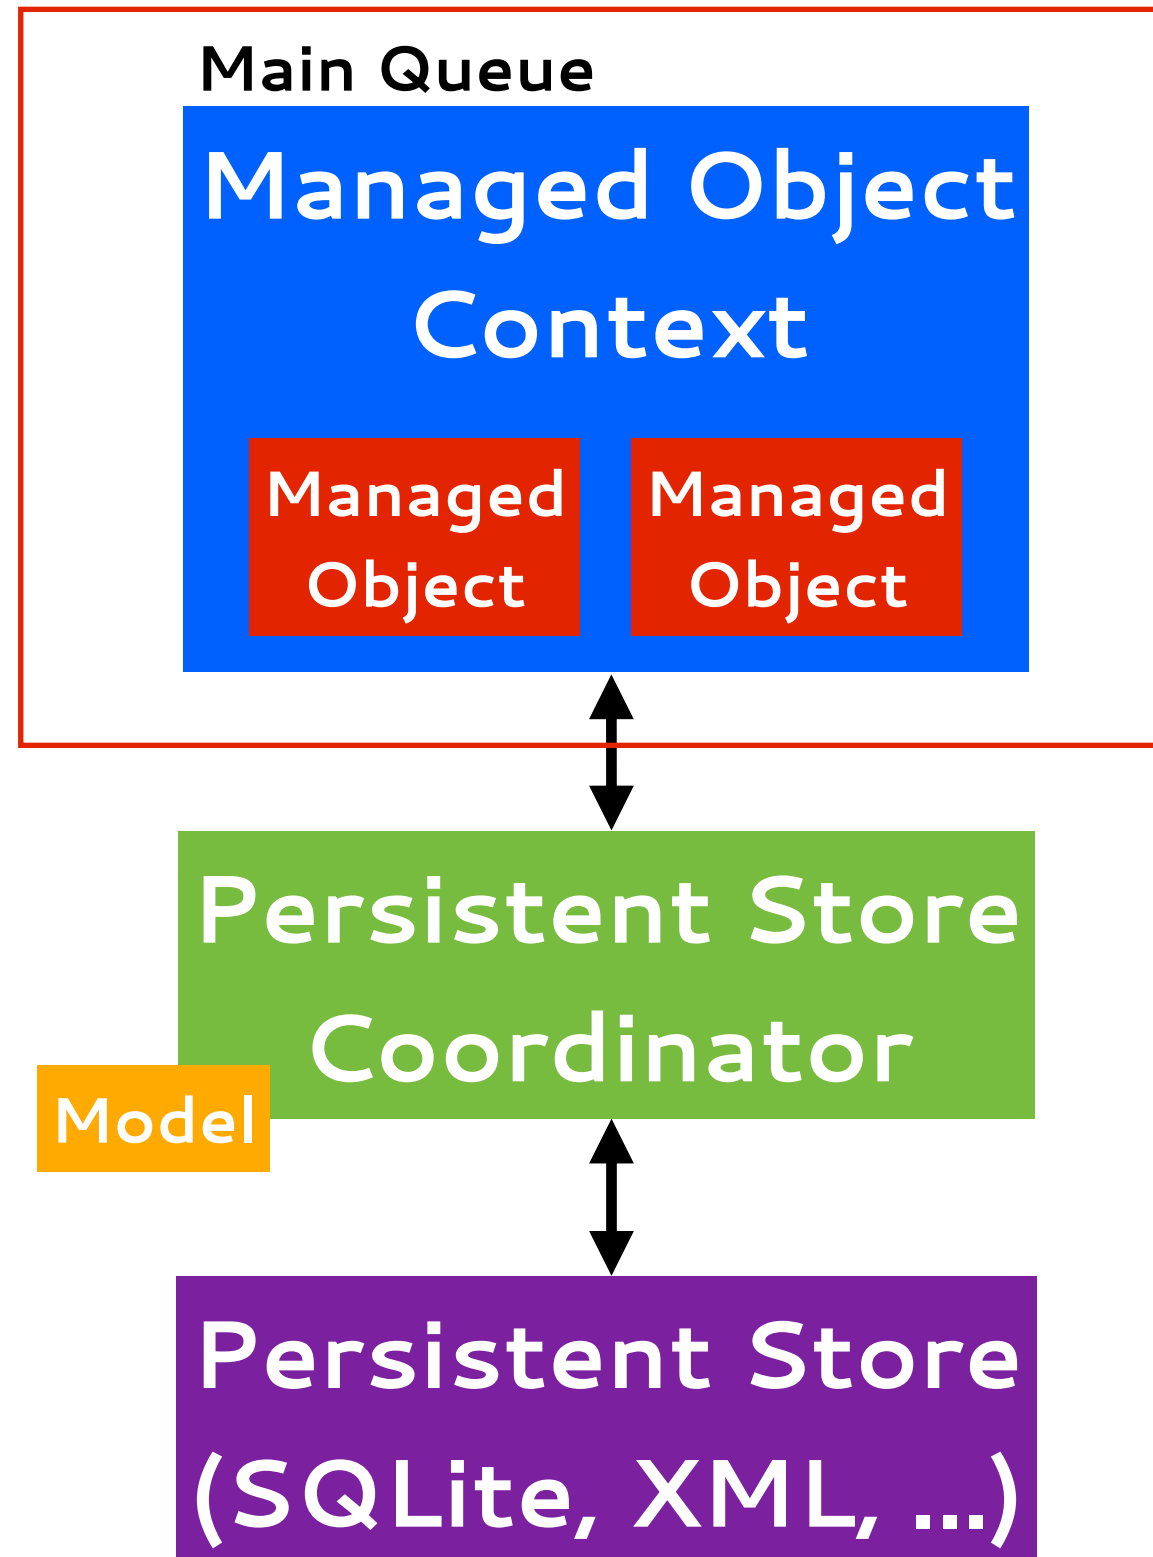 Main Queue
Managed Object
Context
Managed
Object
Managed
Object
Persistent Store
Coordinator
Model
Persistent Store
(SQLite, XML, ...)